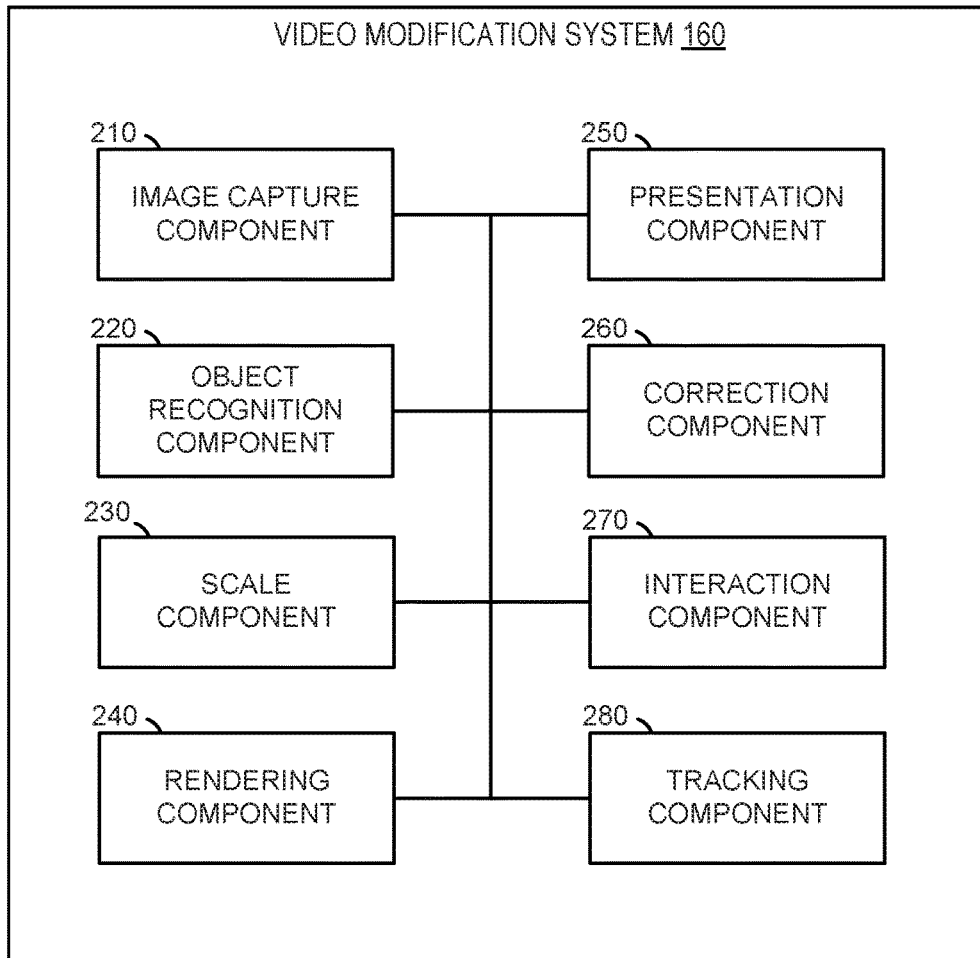 VIDEO MODIFICATION SYSTEM 160
210
IMAGE CAPTURE
COMPONENT
250
PRESENTATION
COMPONENT
220
OBJECT
RECOGNITION
COMPONENT
260
CORRECTION
COMPONENT
230
SCALE
COMPONENT
270
INTERACTION
COMPONENT
240
RENDERING
COMPONENT
280
TRACKING
COMPONENT